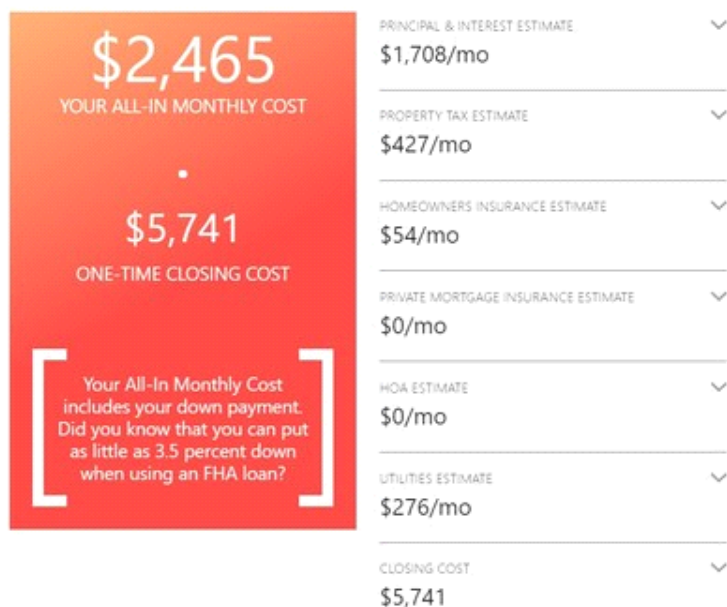 $2,465
YOUR ALL-IN MONTHLY COST
$5,741
ONE-TIME CLOSING COST
Your All-In Monthly Cost
includes your down payment.
Did you know that you can put
as little as 3.5 percent down
when using an FHA loan?
PRINCIPAL & INTEREST ESTIMATE
$1,708/mo
PROPERTY TAX ESTIMATE
$427/mo
HOMEOWNERS INSURANCE ESTIMATE
$54/mo
PRIVATE MORTGAGE INSURANCE ESTIMATE
$0/mo
HOA ESTIMATE
$0/mo
UTILITIES ESTIMATE
$276/mo
CLOSING COST
$5,741